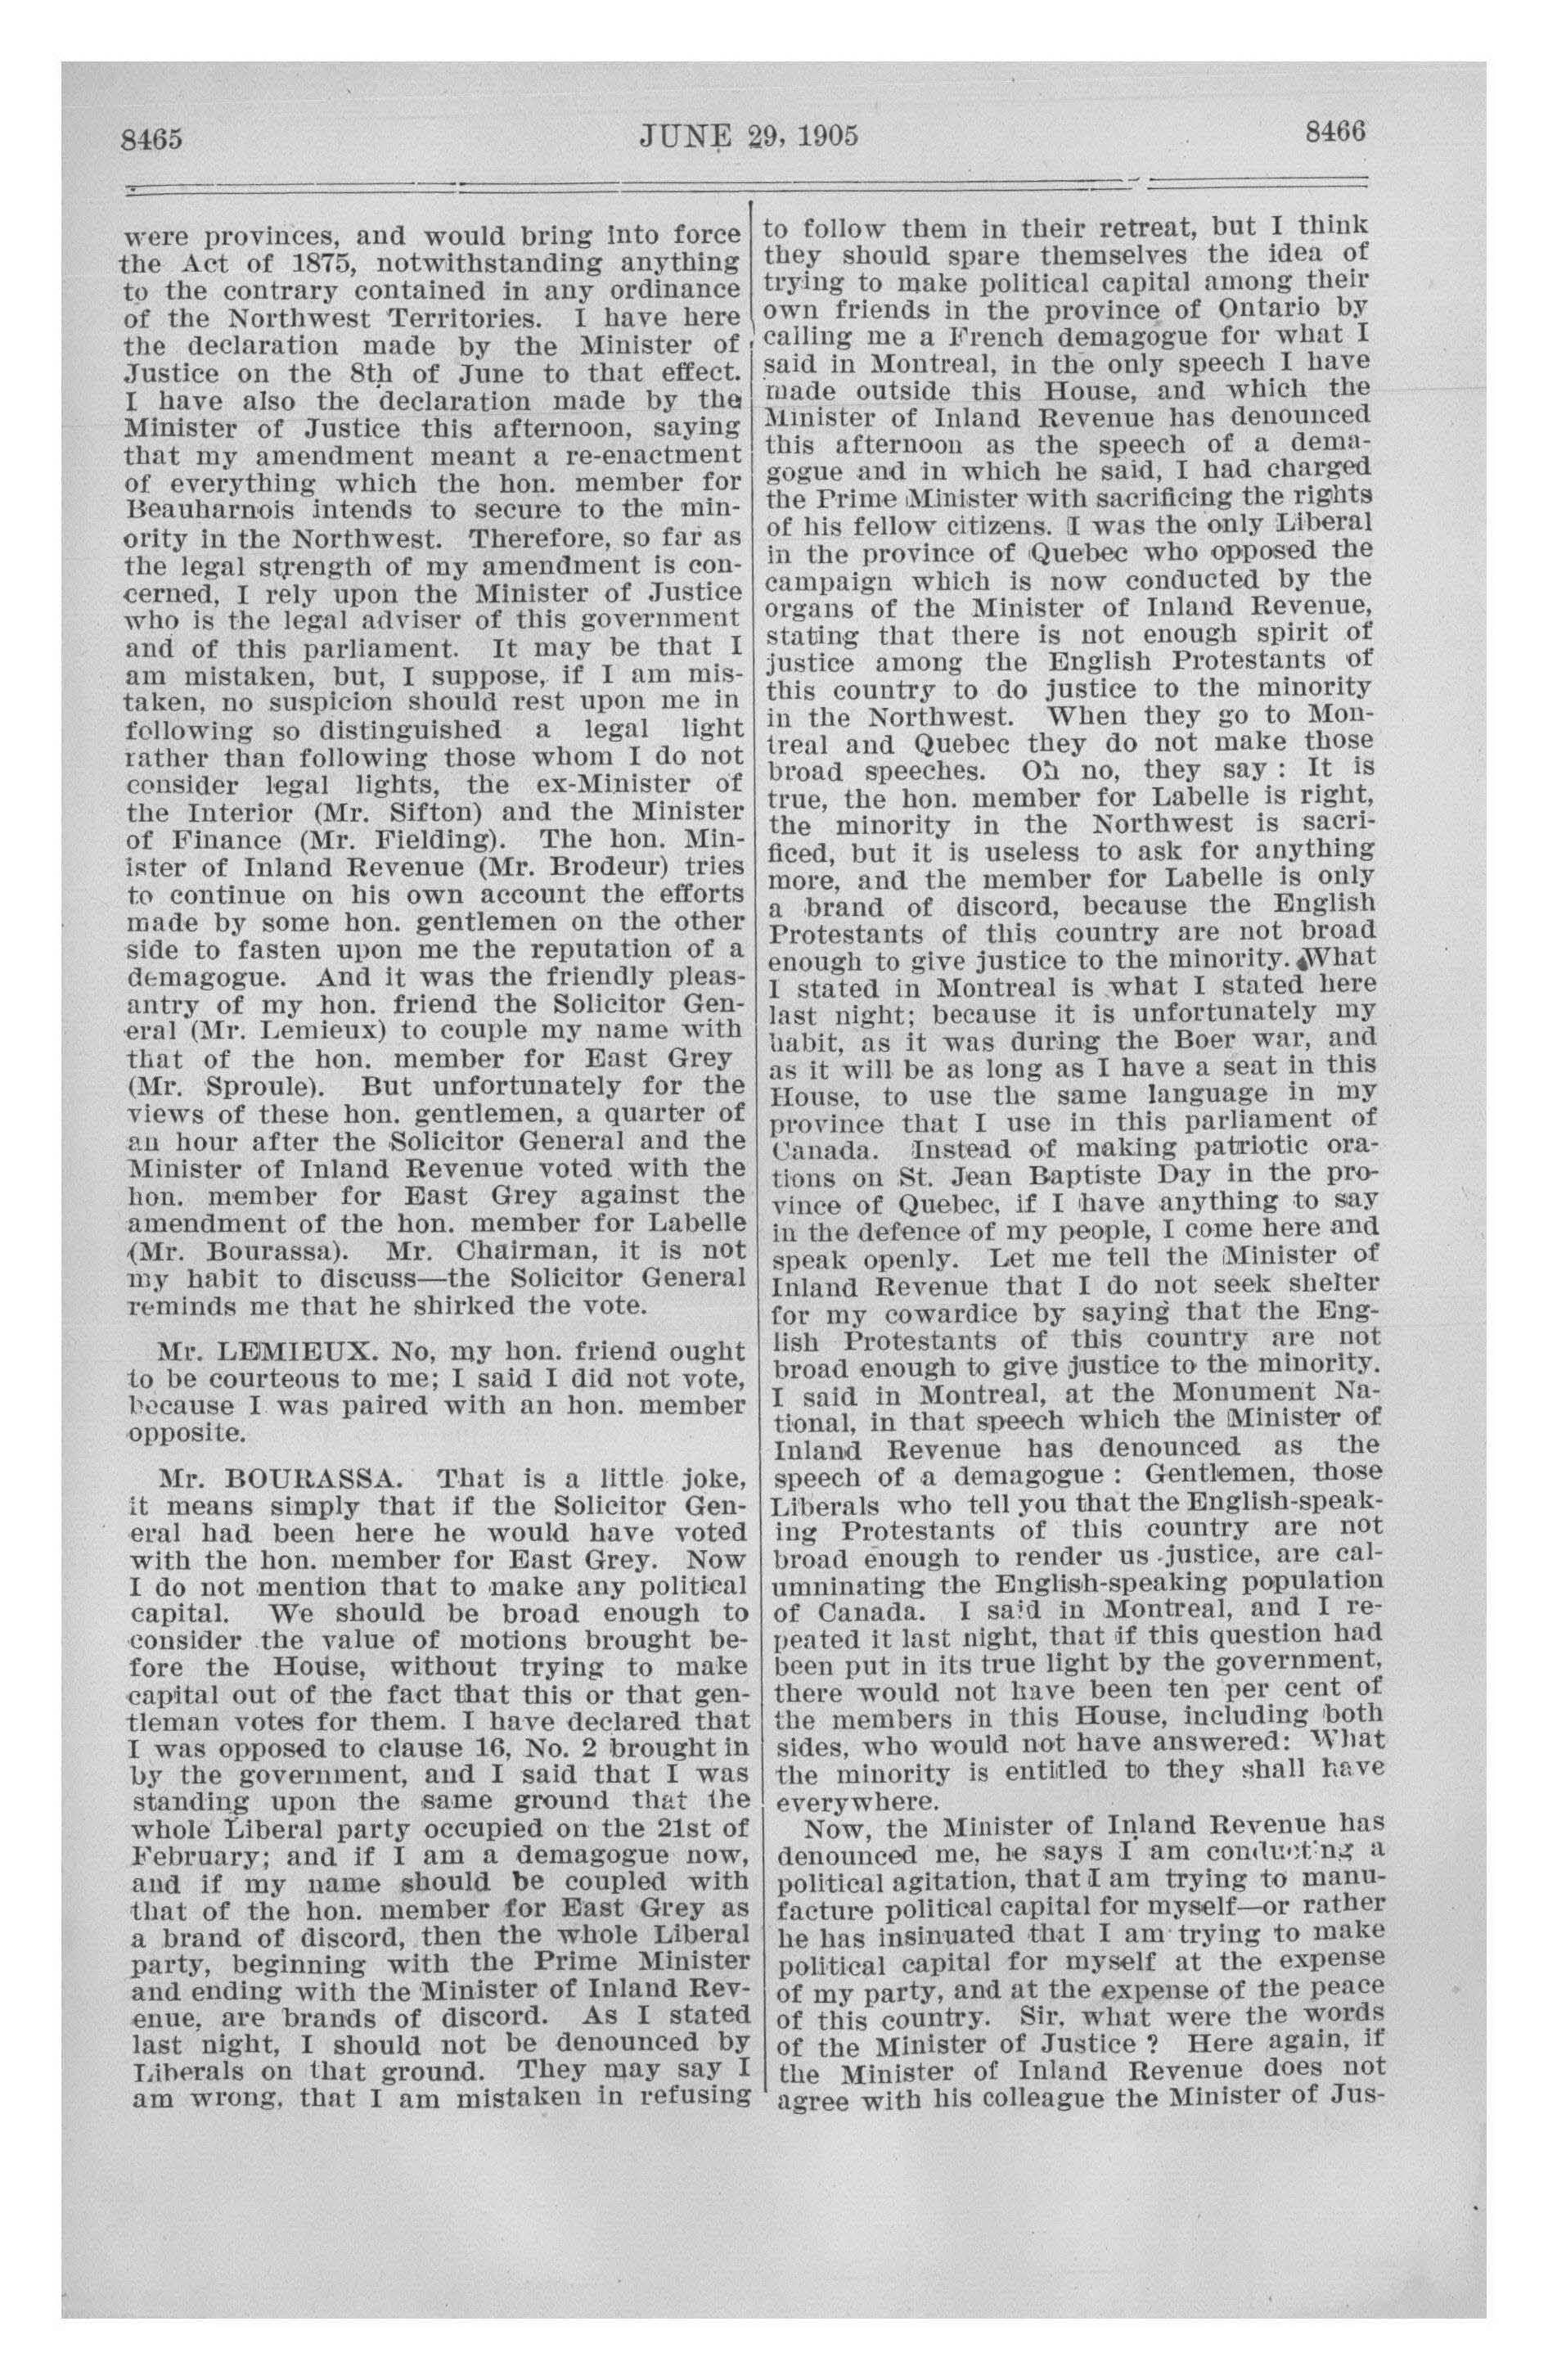 8465
JUNE 29, 1905
8466
were provinces, and would bring into force
the Act of 1875, notwithstanding anything
to the contrary contained in any ordinance
of the Northwest Territories. I have here
the declaration made by the Minister of
Justice on the 8th of June to that effect.
I have also the declaration made by the
Minister of Justice this afternoon, saying
that my amendment meant a re-enactment
of everything which the hon. member for
Beauharnois intends to secure to the min-
ority in the Northwest. Therefore, so far as
the legal strength of my amendment is con-
cerned, I rely upon the Minister of Justice
who is the legal adviser of this government
and of this parliament. It may be that I
am mistaken, but, I suppose, if I am mis-
taken, no suspicion should rest upon me in
following so distinguished a legal light
rather than following those whom I do not
consider legal lights, the ex-Minister of
the Interior (Mr. Sifton) and the Minister
of Finance (Mr. Fielding). The hon. Min-
ister of Inland Revenue (Mr. Brodeur) tries
to continue on his own account the efforts
made by some hon. gentlemen on the other
side to fasten upon me the reputation of a
demagogue. And it was the friendly pleas-
antry of my hon. friend the Solicitor Gen-
eral (Mr. Lemieux) to couple my name with
that of the hon. member for East Grey
(Mr. Sproule). But unfortunately for the
views of these hon. gentlemen, a quarter of
an hour after the Solicitor General and the
Minister of Inland Revenue voted with the
hon. member for East Grey against the
amendment of the hon. member for Labelle
(Mr. Bourassa). Mr. Chairman, it is not
my habit to discuss—the Solicitor General
reminds me that he shirked the vote.
Mr. LEMIEUX. No, my hon. friend ought
to be courteous to me; I said I did not vote,
because I was paired with an hon. member
opposite.
Mr. BOURASSA. That is a little joke,
it means simply that if the Solicitor Gen-
eral had been here he would have voted
with the hon. member for East Grey. Now
I do not mention that to make any political
capital. We should be broad enough to
consider the value of motions brought be-
fore the House, without trying to make
capital out of the fact that this or that gen-
tleman votes for them. I have declared that
I was opposed to clause 16, No. 2 brought in
by the government, and I said that I was
standing upon the same ground that the
whole Liberal party occupied on the 21st of
February; and if I am a demagogue now,
and if my name should be coupled with
that of the hon. member for East Grey as
a brand of discord, then the whole Liberal
party, beginning with the Prime Minister
and ending with the Minister of Inland Rev-
enue, are brands of discord. As I stated
last night, I should not be denounced by
Liberals on that ground. They may say I
am wrong, that I am mistaken in refusing
to follow them in their retreat, but I think
they should spare themselves the idea of
trying to make political capital among their
own friends in the province of Ontario by
calling me a French demagogue for what I
said in Montreal, in the only speech I have
made outside this House, and which the
Minister of Inland Revenue has denounced
this afternoon as the speech of a dema-
gogue and in which he said, I had charged
the Prime Minister with sacrificing the rights
of his fellow citizens. I was the only Liberal
in the province of Quebec who opposed the
campaign which is now conducted by the
organs of the Minister of Inland Revenue,
stating that there is not enough spirit of
justice among the English Protestants of
this country to do justice to the minority
in the Northwest. When they go to Mon-
treal and Quebec they do not make those
broad speeches. Oh no, they say : It is
true, the hon. member for Labelle is right,
the minority in the Northwest is sacri-
ficed, but it is useless to ask for anything
more, and the member for Labelle is only
a brand of discord, because the English
Protestants of this country are not broad
enough to give justice to the minority. What
I stated in Montreal is what I stated here
last night; because it is unfortunately my
habit, as it was during the Boer war, and
as it will be as long as I have a seat in this
House, to use the same language in my
province that I use in this parliament of
Canada. Instead of making patriotic ora-
tions on St. Jean Baptiste Day in the pro-
vince of Quebec, if I have anything to say
in the defence of my people, I come here and
speak openly. Let me tell the Minister of
Inland Revenue that I do not seek shelter
for my cowardice by saying that the Eng-
lish Protestants of this country are not
broad enough to give justice to the minority.
I said in Montreal, at the Monument Na-
tional, in that speech which the Minister of
Inland Revenue has denounced as the
speech of a demagogue : Gentlemen, those
Liberals who tell you that the English-speak-
ing Protestants of this country are not
broad enough to render us justice, are cal-
umninating the English-speaking population
of Canada. I said in Montreal, and I re-
peated it last night, that if this question had
been put in its true light by the government,
there would not have been ten per cent of
the members in this House, including both
sides, who would not have answered: What
the minority is entitled to they shall have
everywhere.
Now, the Minister of Inland Revenue has
denounced me, he says I am conducting a
political agitation, that I am trying to manu-
facture political capital for myself—or rather
he has insinuated that I am trying to make
political capital for myself at the expense
of my party, and at the expense of the peace
of this country. Sir, what were the words
of the Minister of Justice ? Here again, if
the Minister of Inland Revenue does not
agree with his colleague the Minister of Jus-